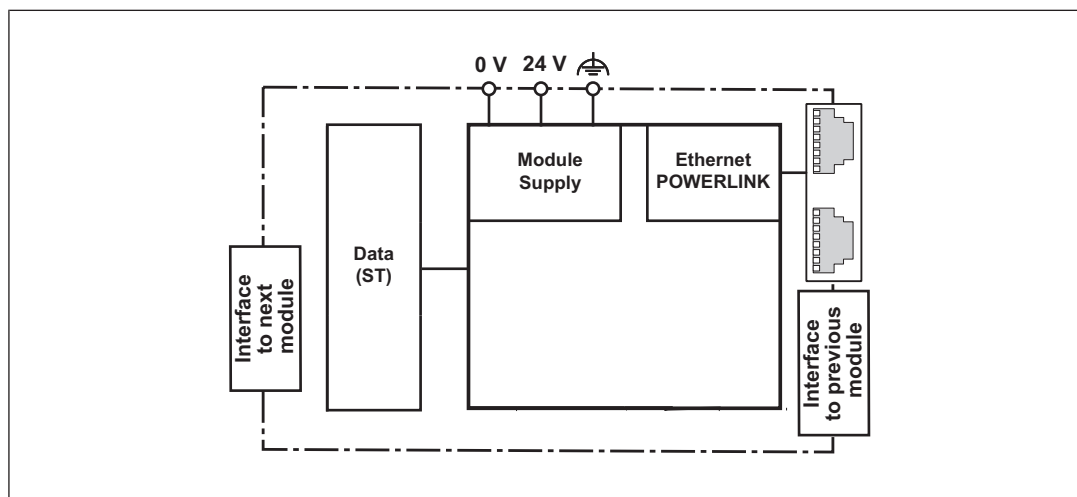 0 V 24 V
Module
Supply
Ethernet
POWERLINK
Data
(ST)
Interface
to next
module
Interface
to previous
module